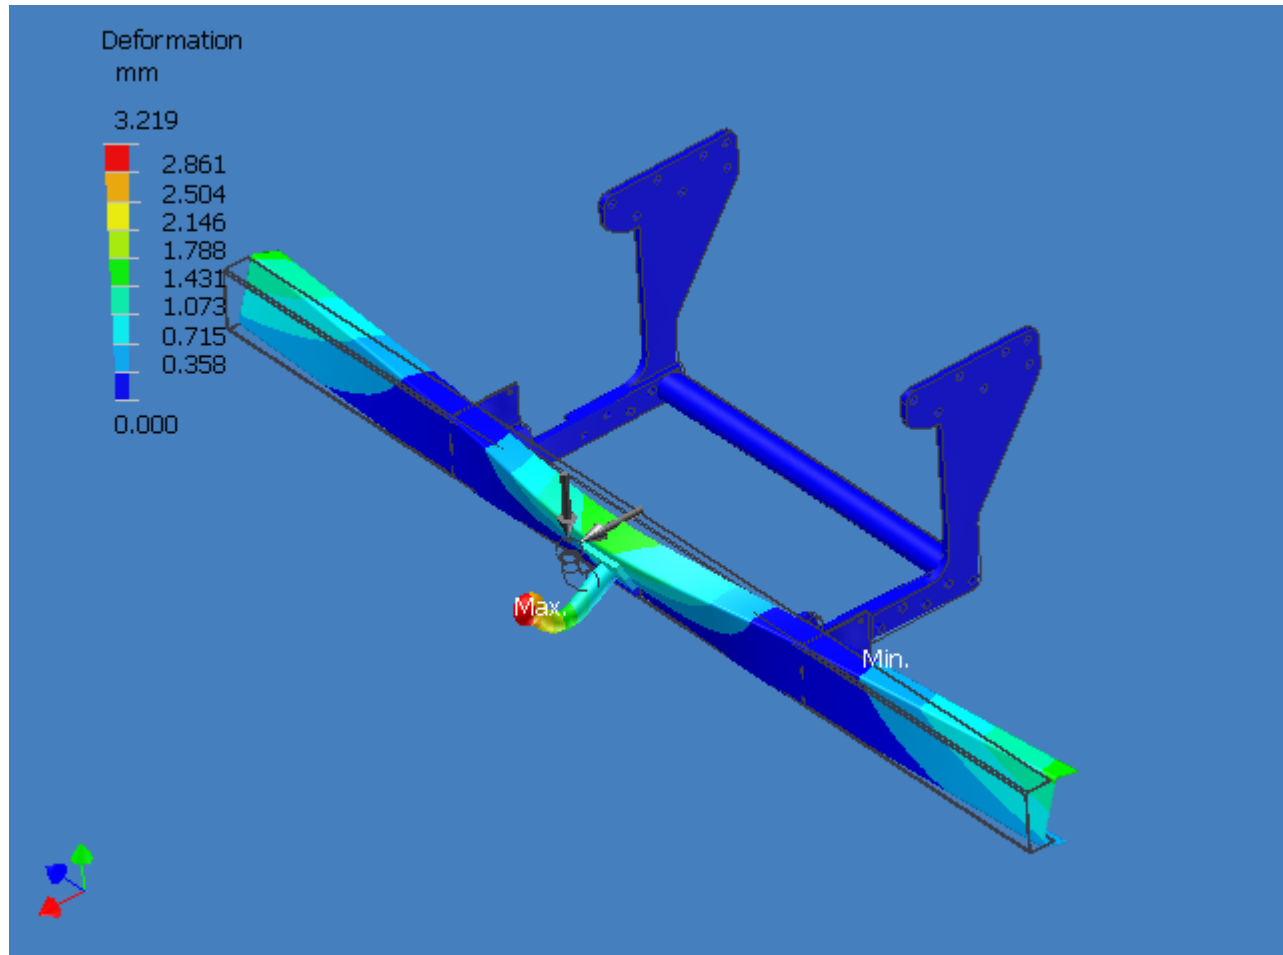 Deformation
mm
3.219
2.861
2.504
2.146
1.788
1.431
1.073
0.715
0.358
0.000
Max.
Min.